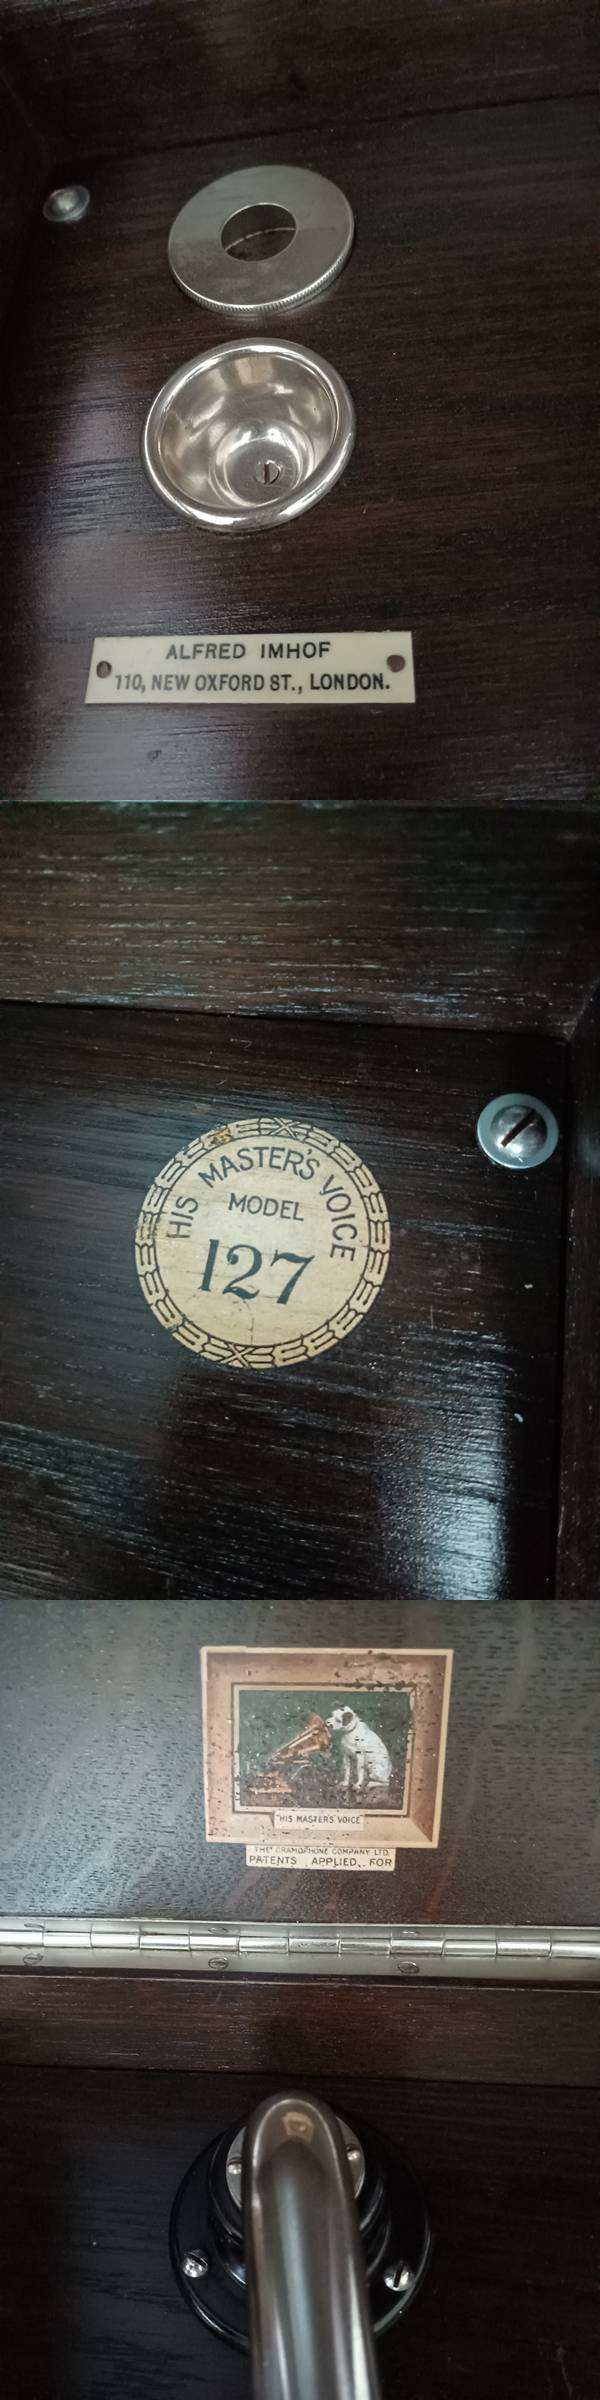 ALFRED IMHOF
110, NEW OXFORD ST., LONDON.
HIS MASTER'S VOICE
MODEL
127
"HIS MASTER'S VOICE"
THE GRAMOPHONE COMPANY LTD.
PATENTS APPLIED FOR